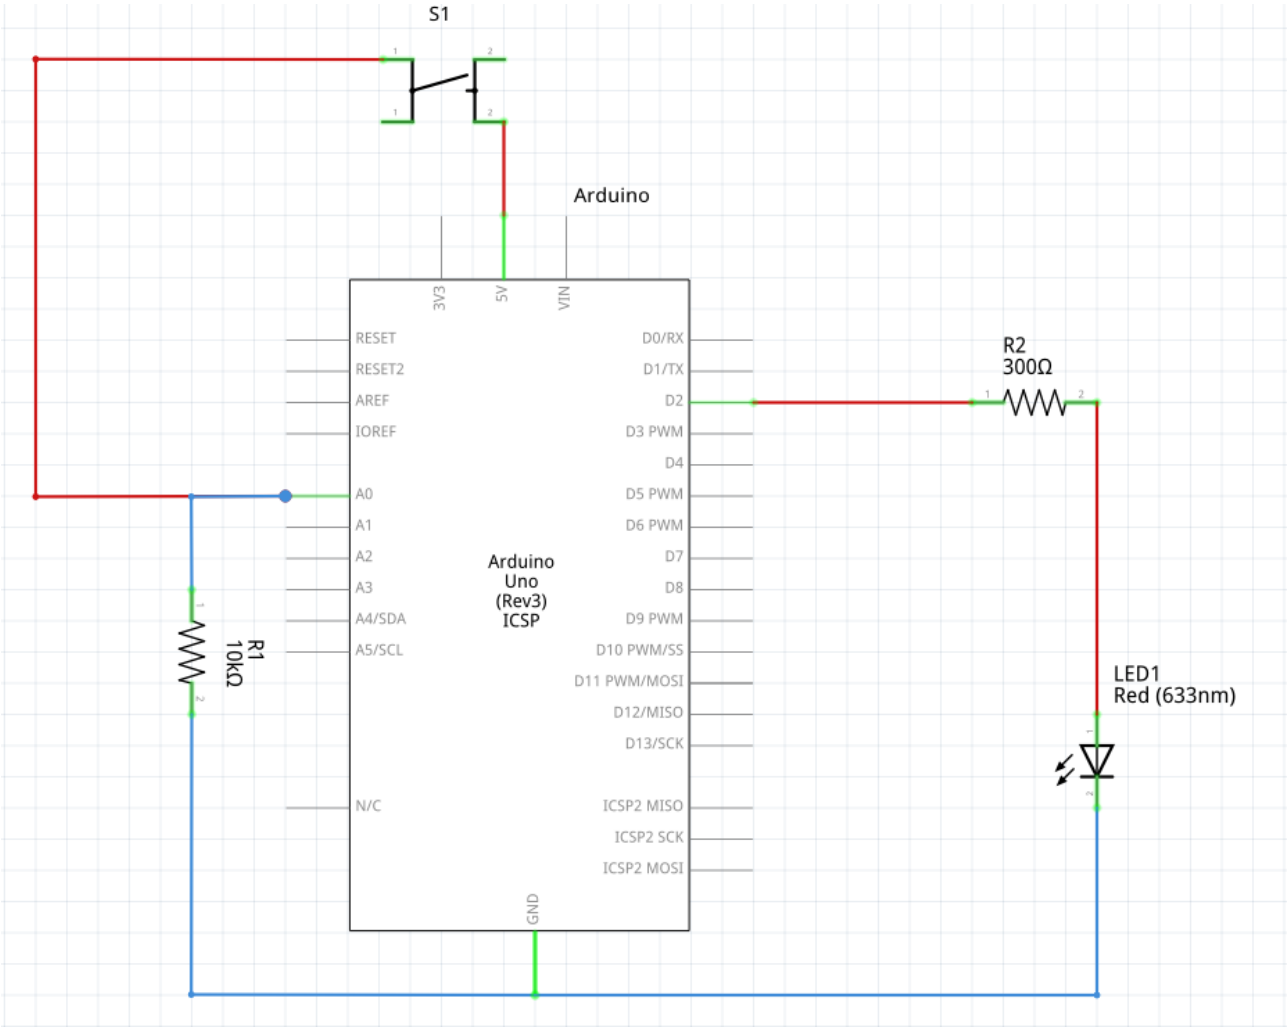 S1
1
2
1
2
Arduino
3V3
5V
VIN
RESET
D0/RX
RESET2
D1/TX
AREF
D2
IOREF
D3 PWM
D4
A0
D5 PWM
A1
D6 PWM
A2
D7
A3
D8
A4/SDA
D9 PWM
A5/SCL
D10 PWM/SS
D11 PWM/MOSI
D12/MISO
D13/SCK
N/C
ICSP2 MISO
ICSP2 SCK
ICSP2 MOSI
GND
Arduino
Uno
(Rev3)
ICSP
R2
300Ω
1
2
1
R1
10kΩ
2
LED1
Red (633nm)
1
2